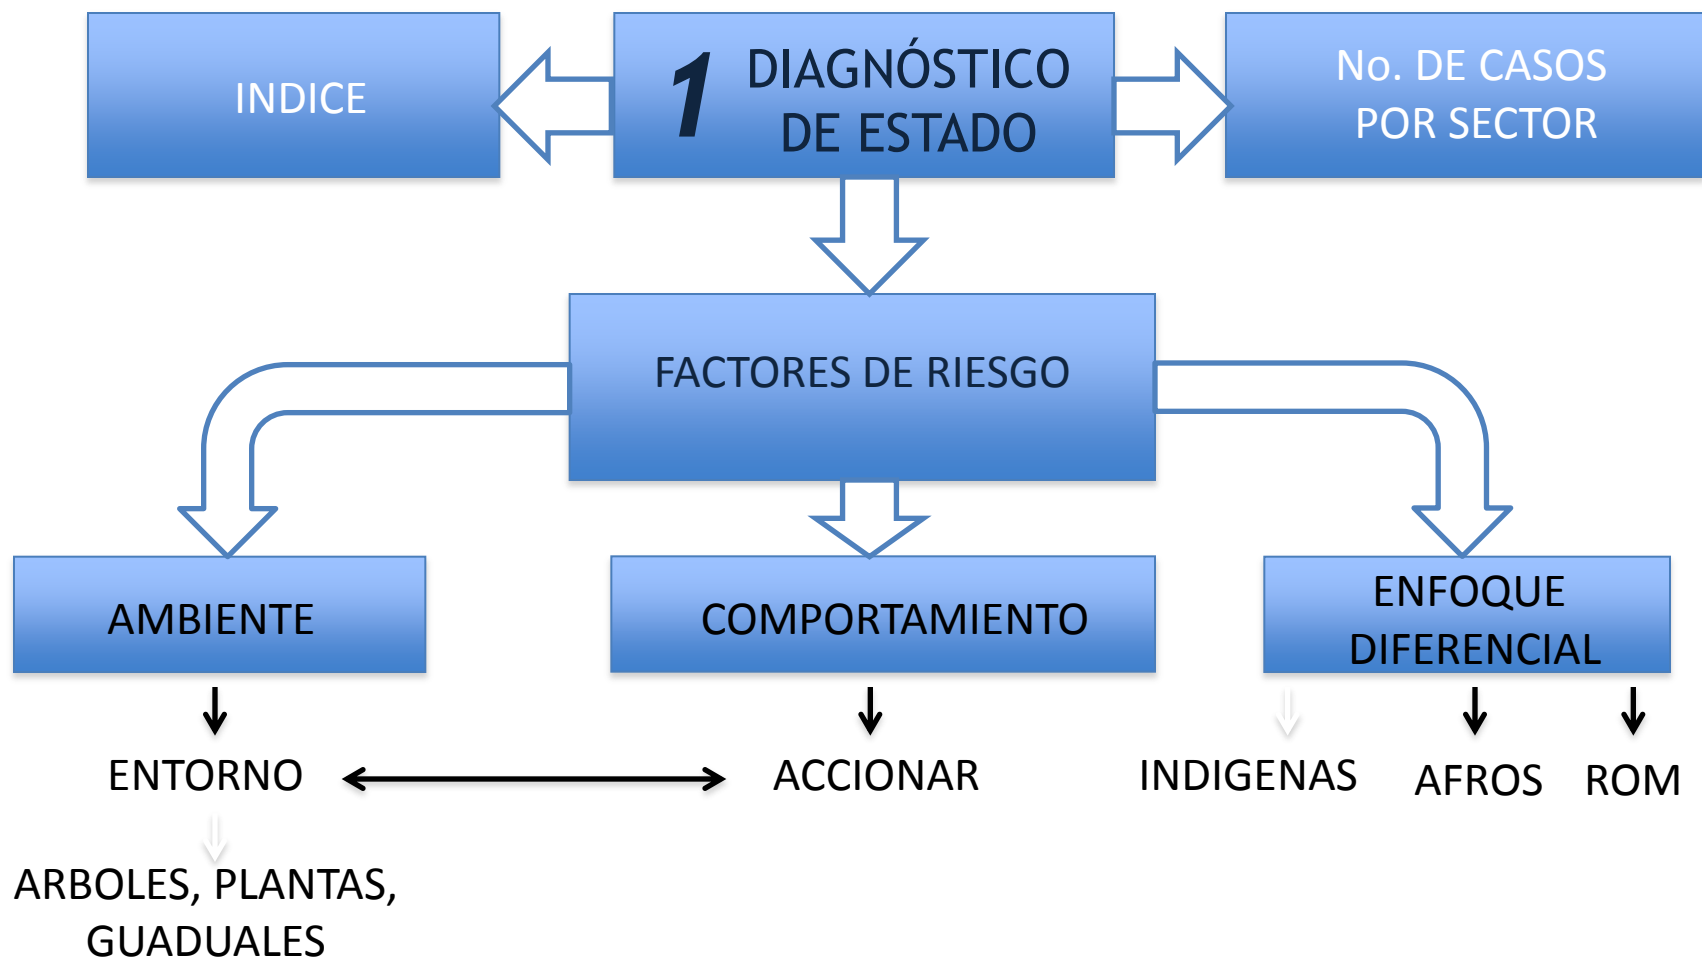 INDICE
1 DIAGNÓSTICO
DE ESTADO
No. DE CASOS
POR SECTOR
FACTORES DE RIESGO
AMBIENTE
COMPORTAMIENTO
ENFOQUE
DIFERENCIAL
ENTORNO
ACCIONAR
INDIGENAS
AFROS
ROM
ARBOLES, PLANTAS,
GUADUALES